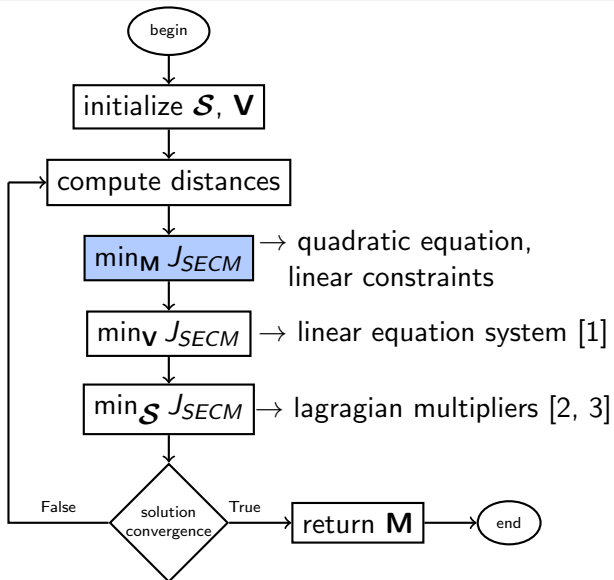 begin
initialize 𝓢, V
compute distances
min_M J_SECM → quadratic equation,
linear constraints
min_V J_SECM → linear equation system [1]
min_𝓢 J_SECM → lagragian multipliers [2, 3]
False
solution
convergence
True
return M
end